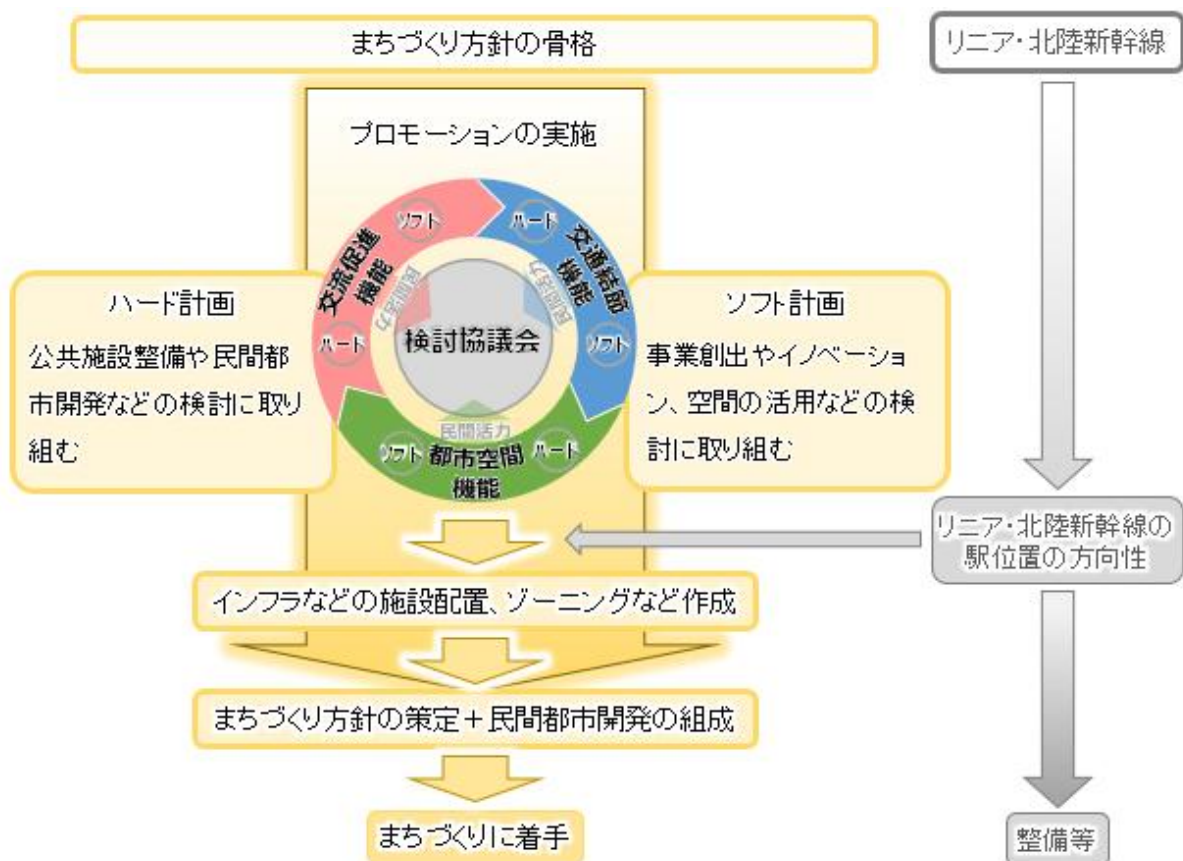 まちづくり方針の骨格
リニア・北陸新幹線
プロモーションの実施
ソフト
ハード
交流促進
機能
交通結節
機能
民間活力
民間活力
ハード
検討協議会
ソフト
民間活力
ソフト
都市空間
機能
ハード
ハード計画
公共施設整備や民間都
市開発などの検討に取り
組む
ソフト計画
事業創出やイノベーショ
ン、空間の活用などの検
討に取り組む
リニア・北陸新幹線の
駅位置の方向性
インフラなどの施設配置、ゾーニングなど作成
まちづくり方針の策定＋民間都市開発の組成
まちづくりに着手
整備等